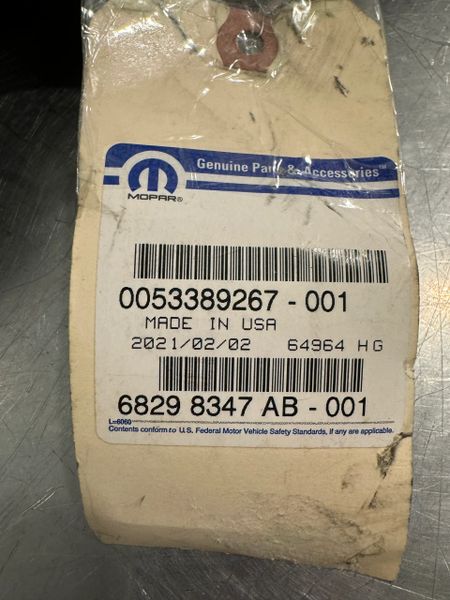 Genuine Parts & Accessories™
MOPAR®
0053389267 - 001
MADE IN USA
2021/02/02 64964 HG
6829 8347 AB - 001
L=6060
Contents conform to U.S. Federal Motor Vehicle Safety Standards, if any are applicable.